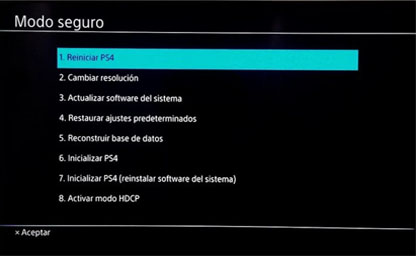 Modo seguro
1. Reiniciar PS4
2. Cambiar resolución
3. Actualizar software del sistema
4. Restaurar ajustes predeterminados
5. Reconstruir base de datos
6. Inicializar PS4
7. Inicializar PS4 (reinstalar software del sistema)
8. Activar modo HDCP
× Aceptar